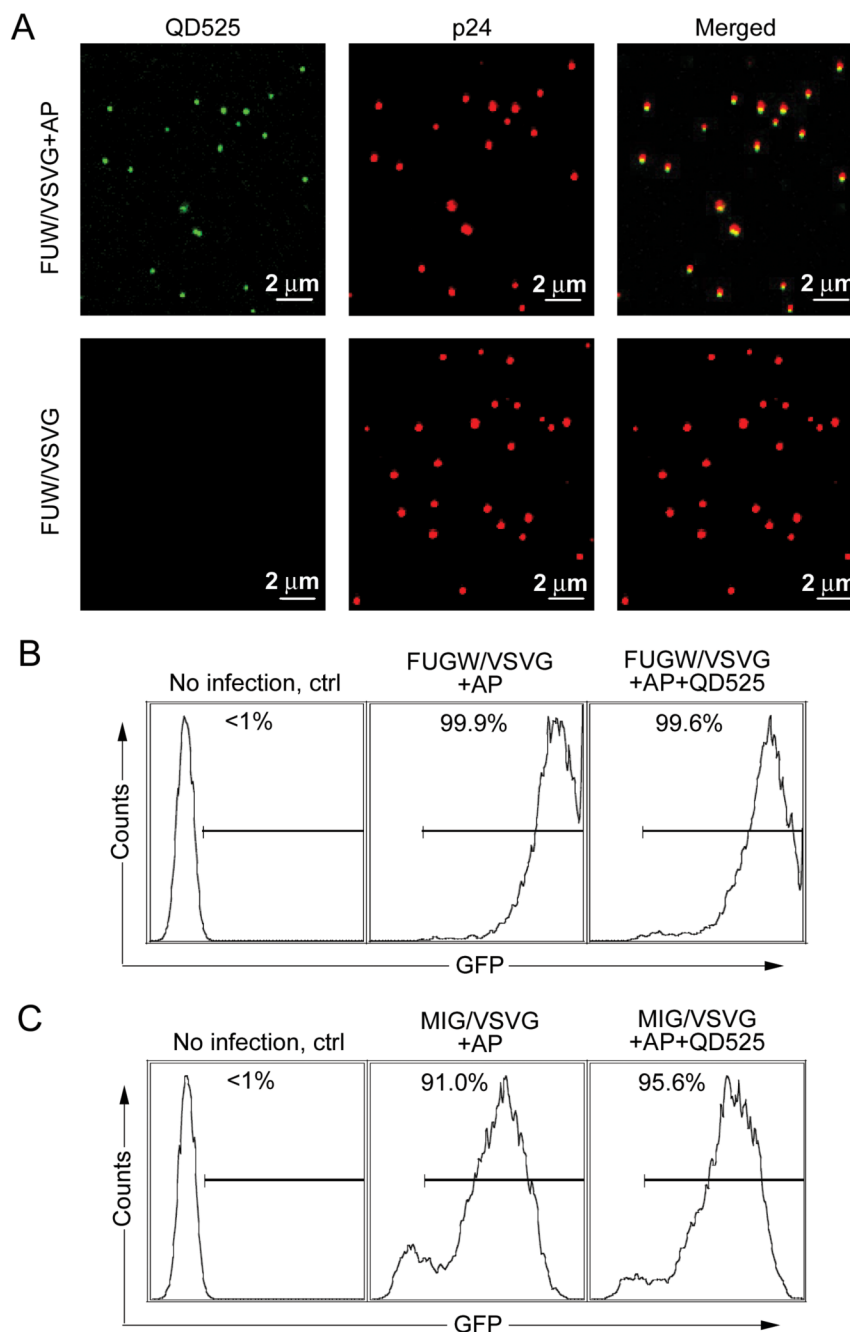 A
QD525
p24
Merged
FUW/VSVG+AP
2 μm
2 μm
2 μm
FUW/VSVG
2 μm
2 μm
2 μm
B
No infection, ctrl
FUGW/VSVG
+AP
FUGW/VSVG
+AP+QD525
<1%
99.9%
99.6%
Counts
GFP
C
No infection, ctrl
MIG/VSVG
+AP
MIG/VSVG
+AP+QD525
<1%
91.0%
95.6%
Counts
GFP